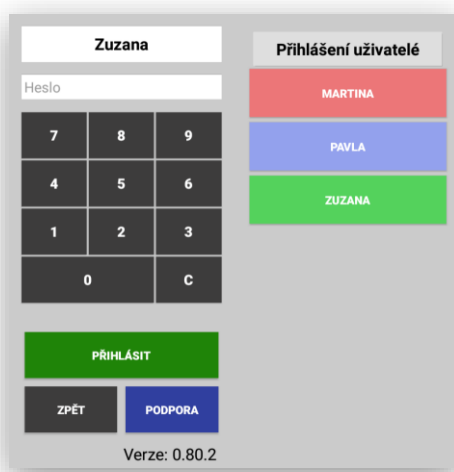 Zuzana
Heslo
7 8 9
4 5 6
1 2 3
0 C
PŘIHLÁSIT
ZPĚT PODPORA
Verze: 0.80.2
Přihlášení uživatelé
MARTINA
PAVLA
ZUZANA